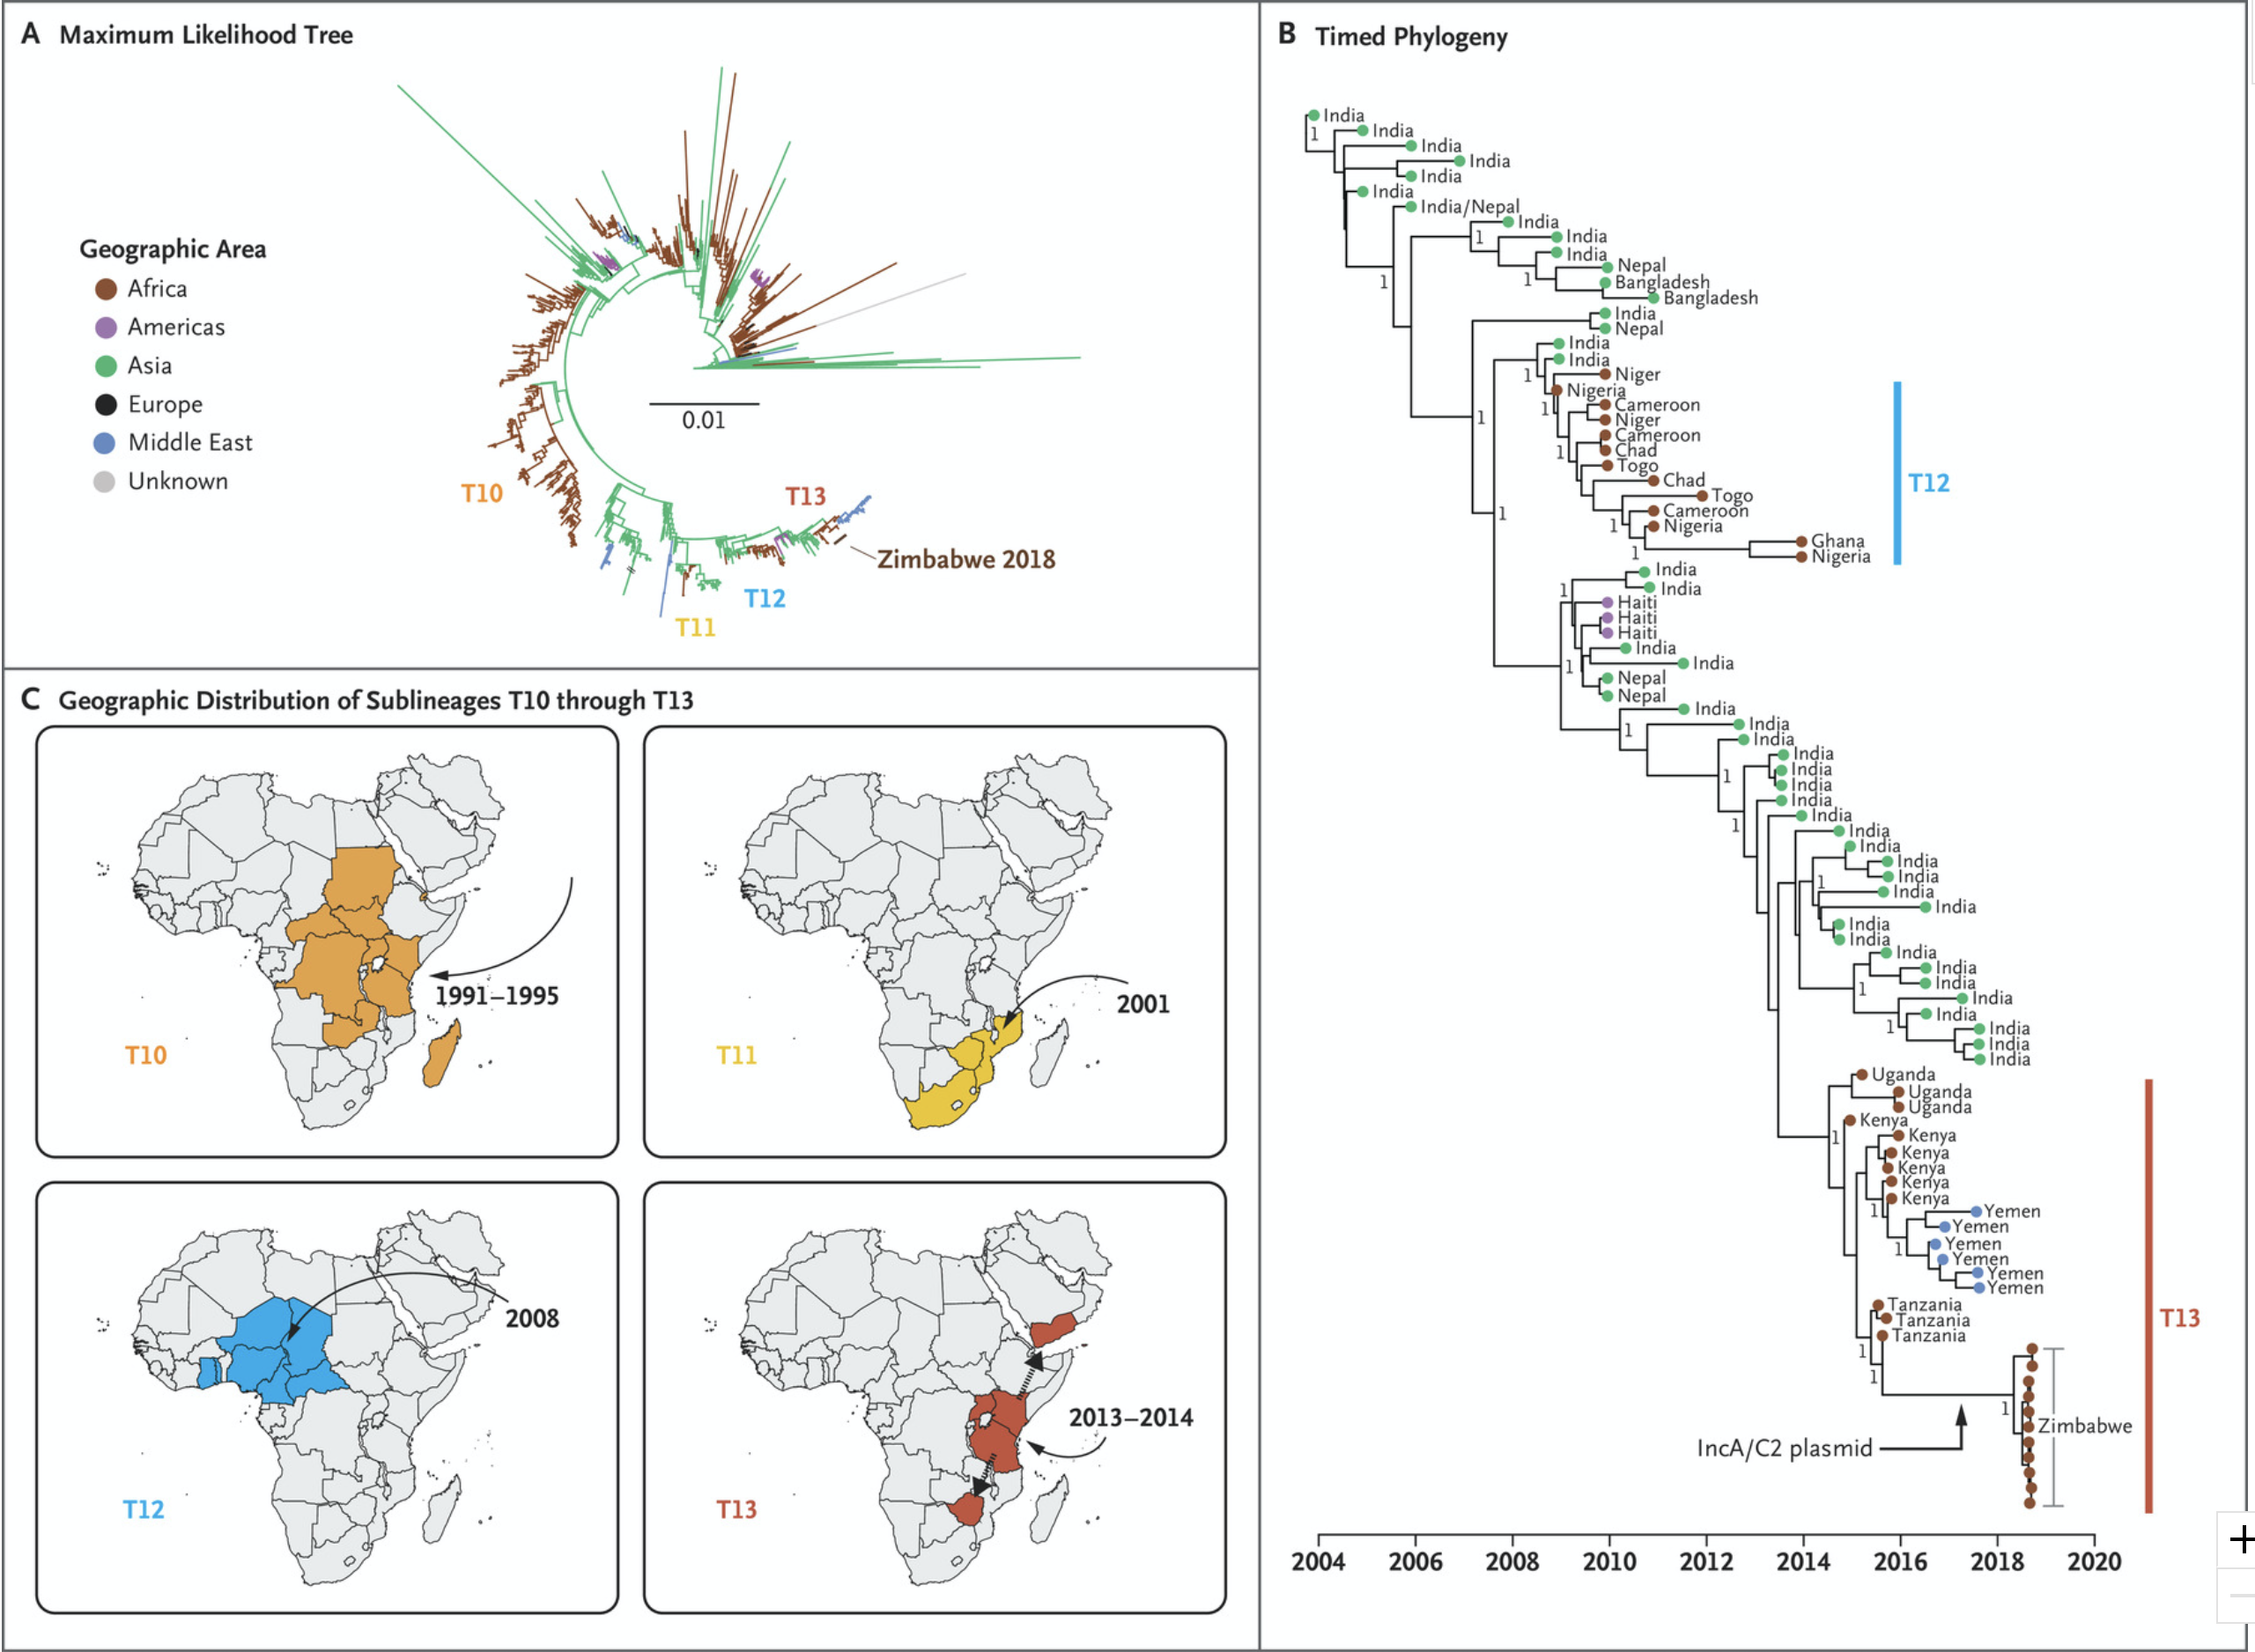 A Maximum Likelihood Tree
Geographic Area
Africa
Americas
Asia
Europe
Middle East
Unknown
0.01
T10
T13
Zimbabwe 2018
T12
T11
B Timed Phylogeny
India
1
India
India
India
India
India
India/Nepal
India
1
India
India
Nepal
1
Bangladesh
Bangladesh
1
India
Nepal
India
India
1
Niger
Nigeria
1
Cameroon
Niger
1
Cameroon
Chad
1
Togo
Chad
Togo
Cameroon
1
Nigeria
1
Ghana
1
Nigeria
T12
India
1
India
Haiti
Haiti
Haiti
India
1
India
Nepal
Nepal
India
1
India
India
India
1
India
India
India
1
India
India
India
India
1
India
India
India
India
India
India
India
1
India
India
India
1
India
India
India
Uganda
Uganda
Uganda
Kenya
1
Kenya
Kenya
Kenya
Kenya
Kenya
1
Yemen
Yemen
1
Yemen
Yemen
Yemen
Yemen
Tanzania
Tanzania
Tanzania
1
1
1
Zimbabwe
IncA/C2 plasmid
T13
2004 2006 2008 2010 2012 2014 2016 2018 2020
C Geographic Distribution of Sublineages T10 through T13
1991–1995
T10
2001
T11
2008
T12
2013–2014
T13